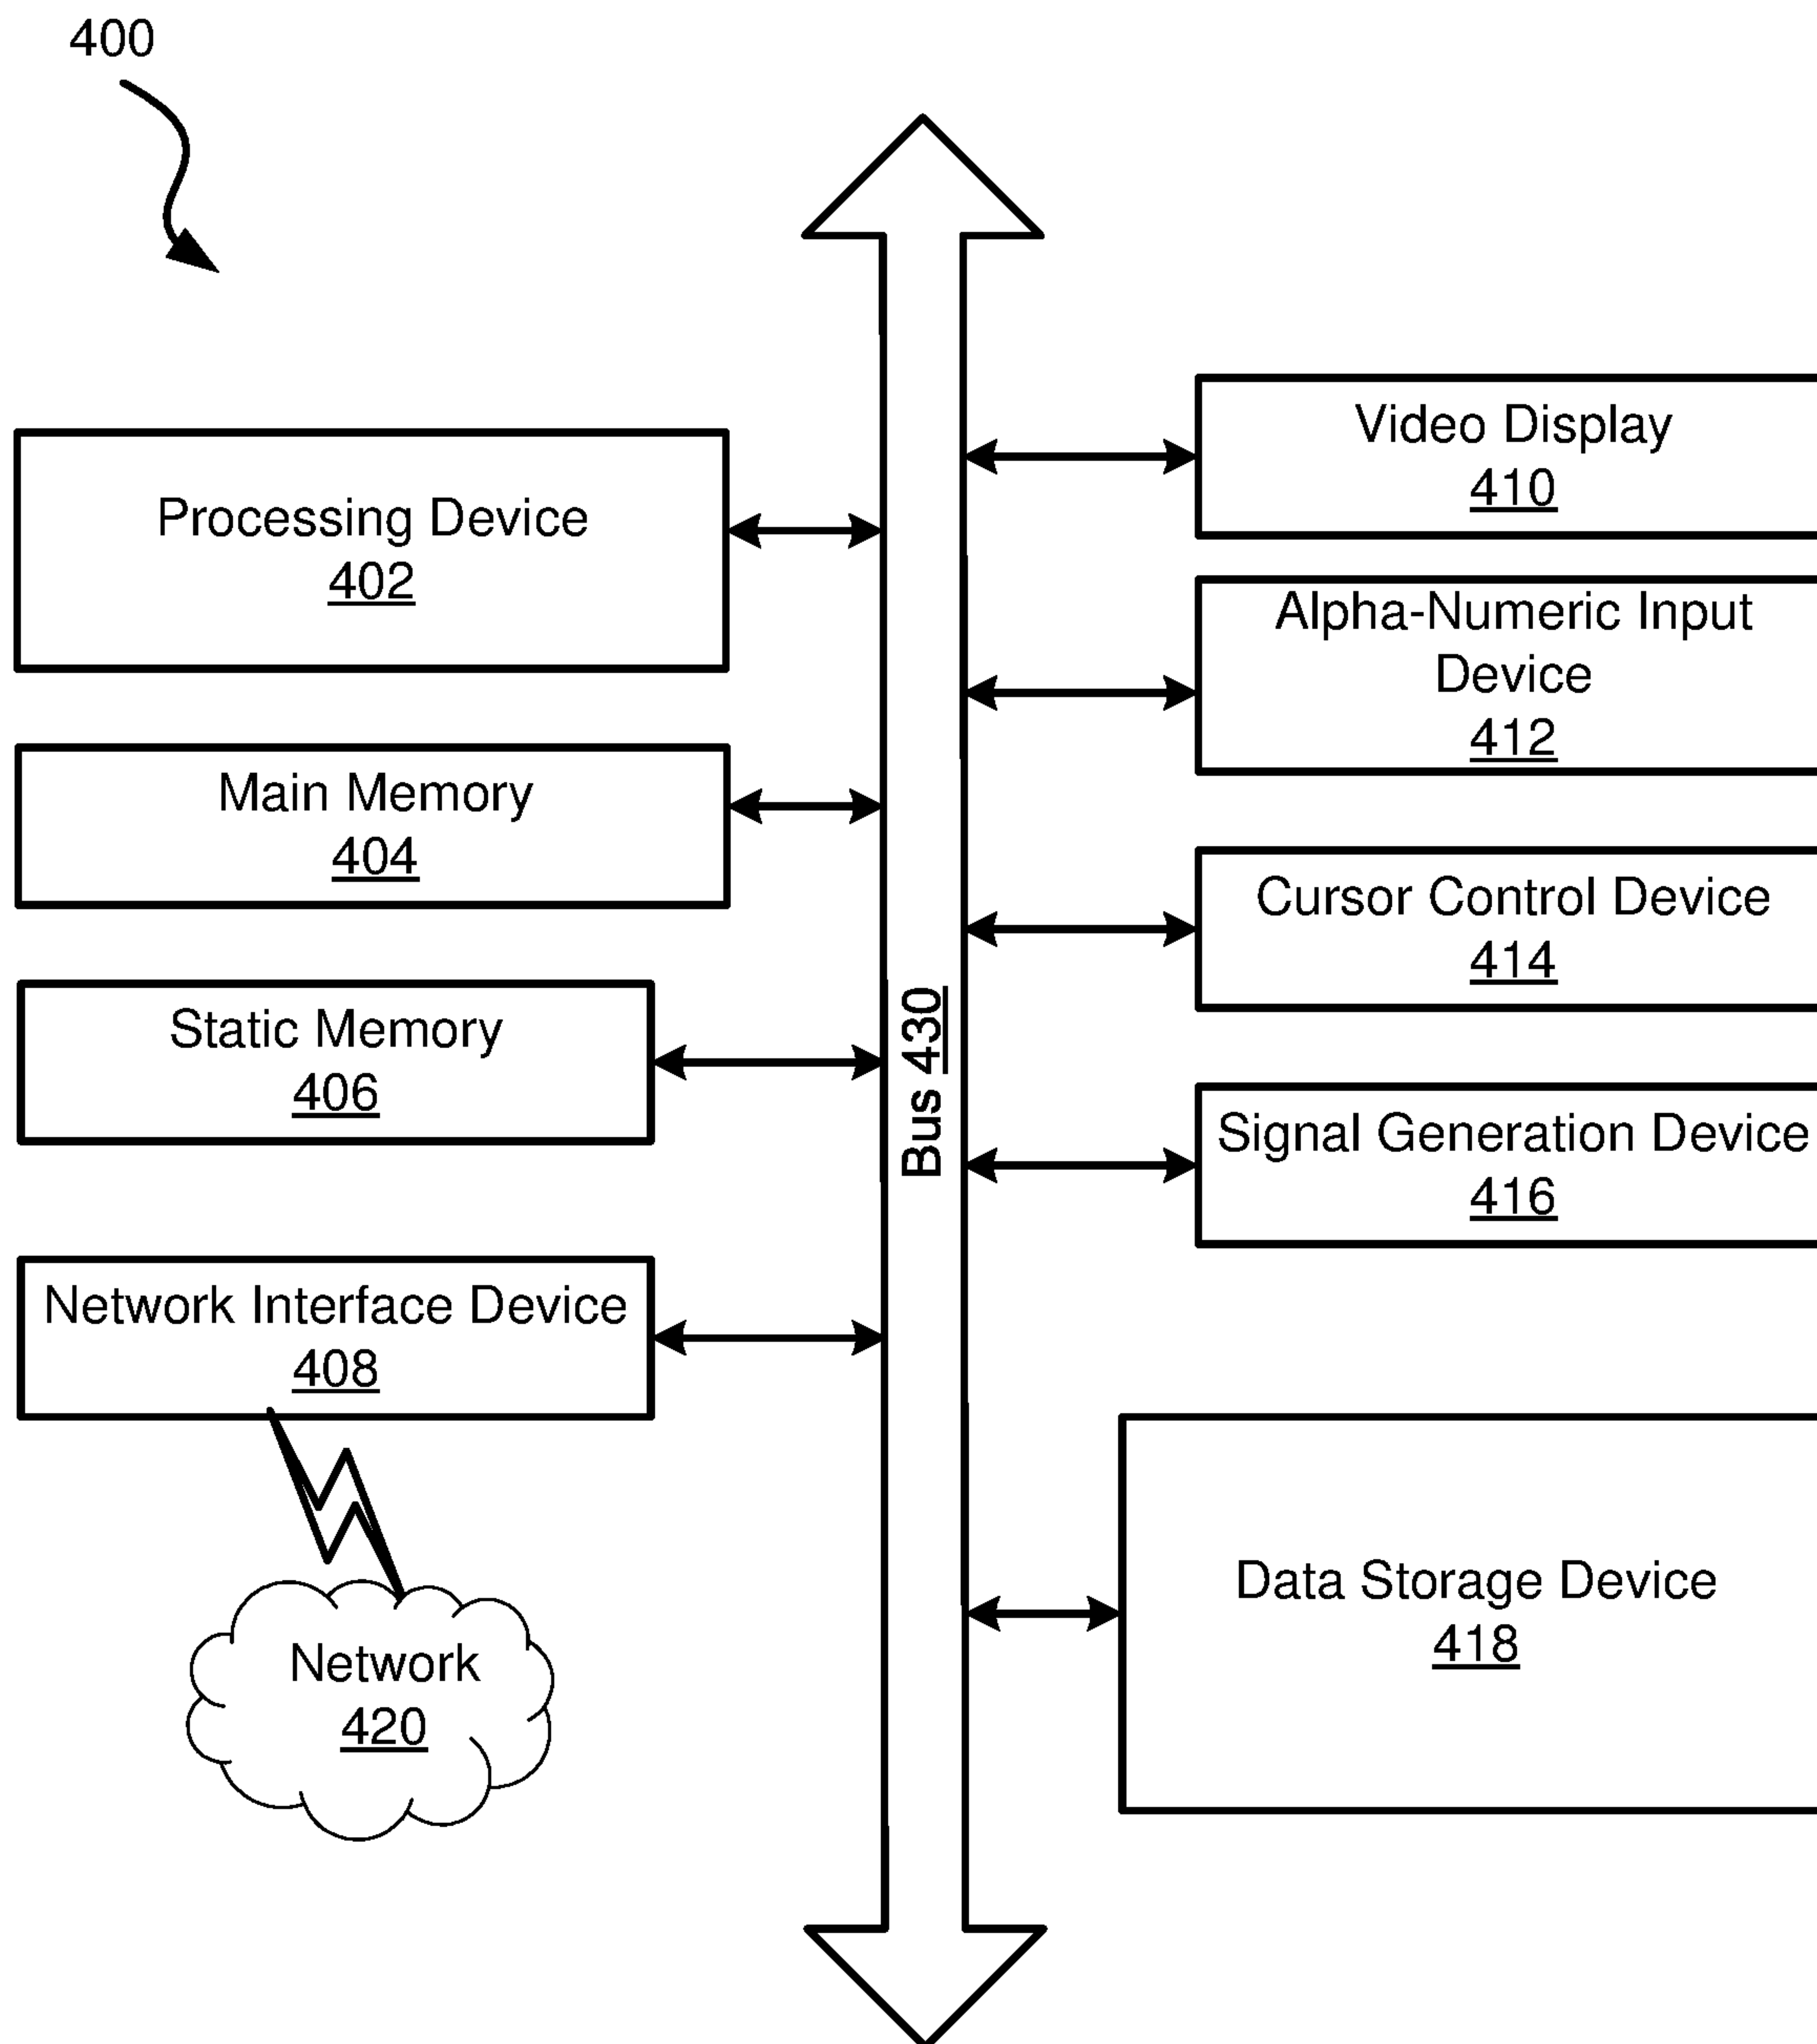 400
Processing Device
402
Main Memory
404
Static Memory
406
Network Interface Device
408
Network
420
Bus 430
Video Display
410
Alpha-Numeric Input
Device
412
Cursor Control Device
414
Signal Generation Device
416
Data Storage Device
418